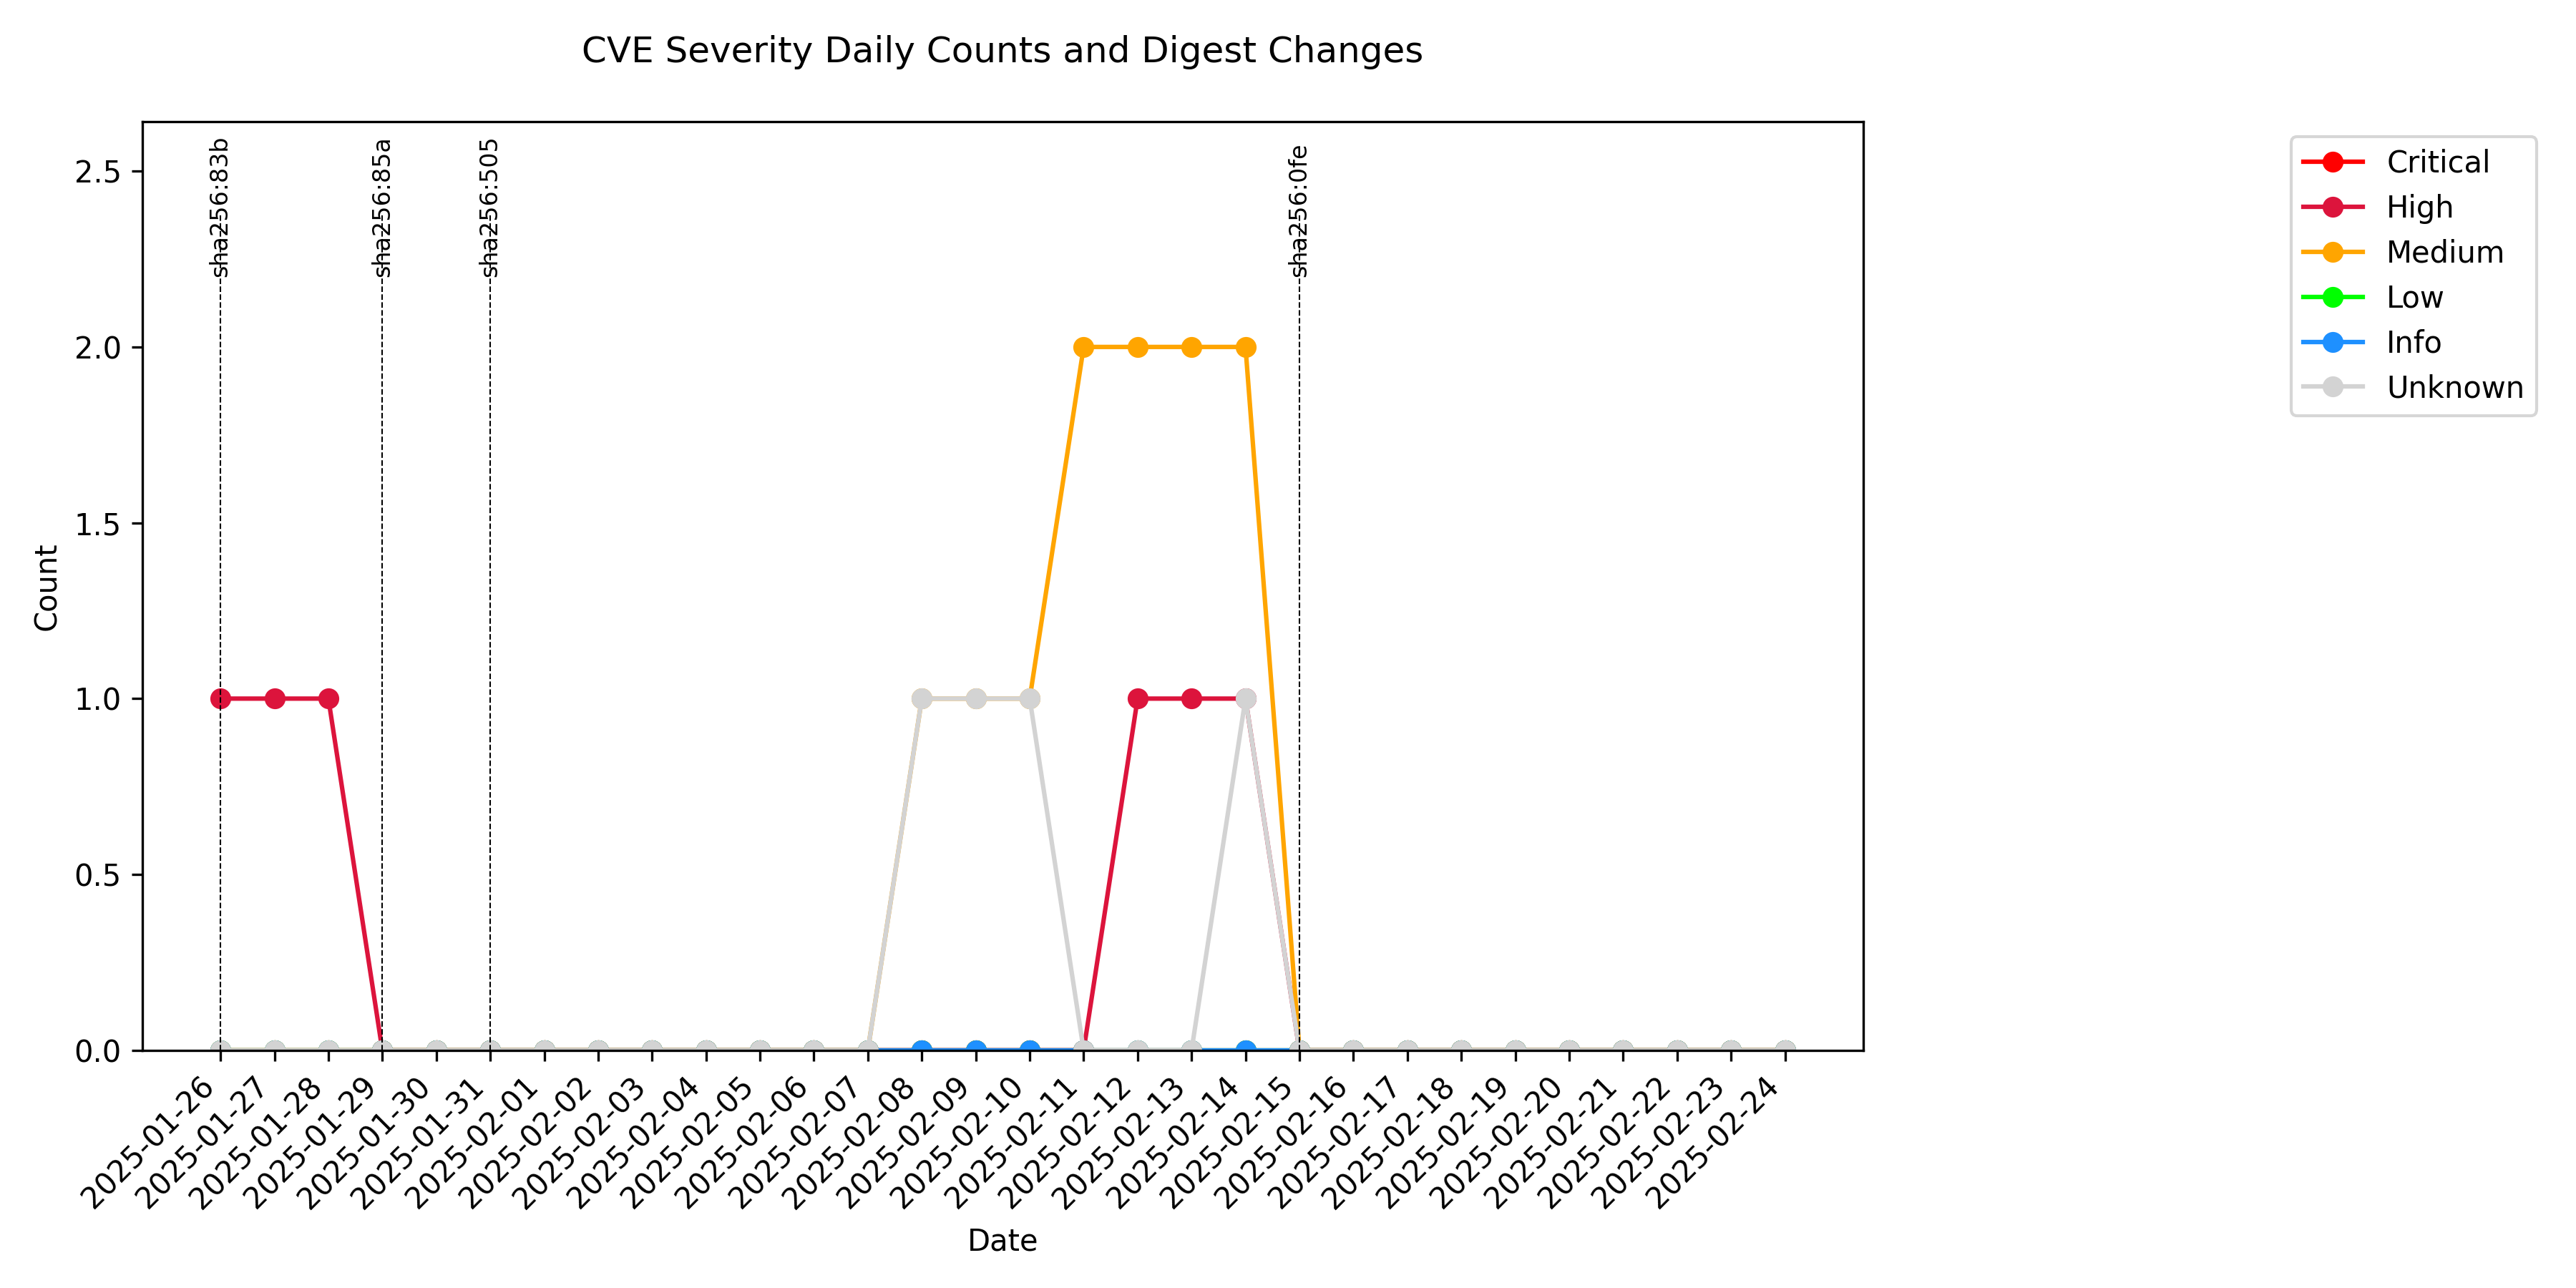 CVE Severity Daily Counts and Digest Changes
sha256:83b
sha256:85a
sha256:505
sha256:0fe
Critical
High
Medium
Low
Info
Unknown
Count
2.5
2.0
1.5
1.0
0.5
0.0
2025-01-26
2025-01-27
2025-01-28
2025-01-29
2025-01-30
2025-01-31
2025-02-01
2025-02-02
2025-02-03
2025-02-04
2025-02-05
2025-02-06
2025-02-07
2025-02-08
2025-02-09
2025-02-10
2025-02-11
2025-02-12
2025-02-13
2025-02-14
2025-02-15
2025-02-16
2025-02-17
2025-02-18
2025-02-19
2025-02-20
2025-02-21
2025-02-22
2025-02-23
2025-02-24
Date